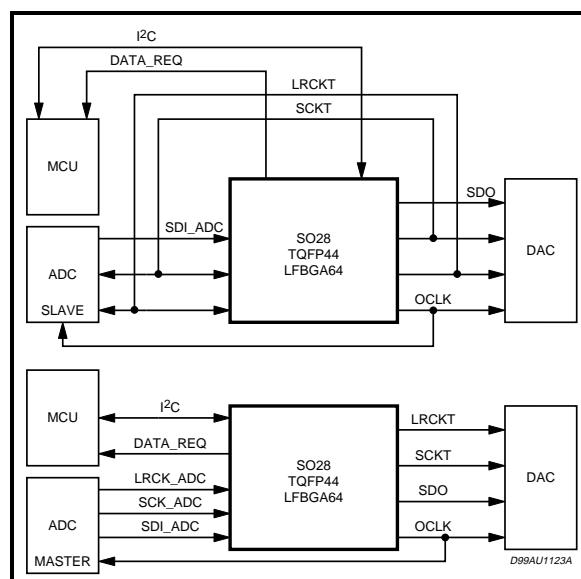 I²C
DATA_REQ
LRCKT
SCKT
MCU
SDO
SDI_ADC
SO28
TQFP44
LFBGA64
ADC
DAC
SLAVE
OCLK
MCU
I²C
LRCKT
DATA_REQ
SO28
TQFP44
LFBGA64
SCKT
LRCK_ADC
DAC
SCK_ADC
SDO
ADC
SDI_ADC
OCLK
MASTER
D99AU1123A